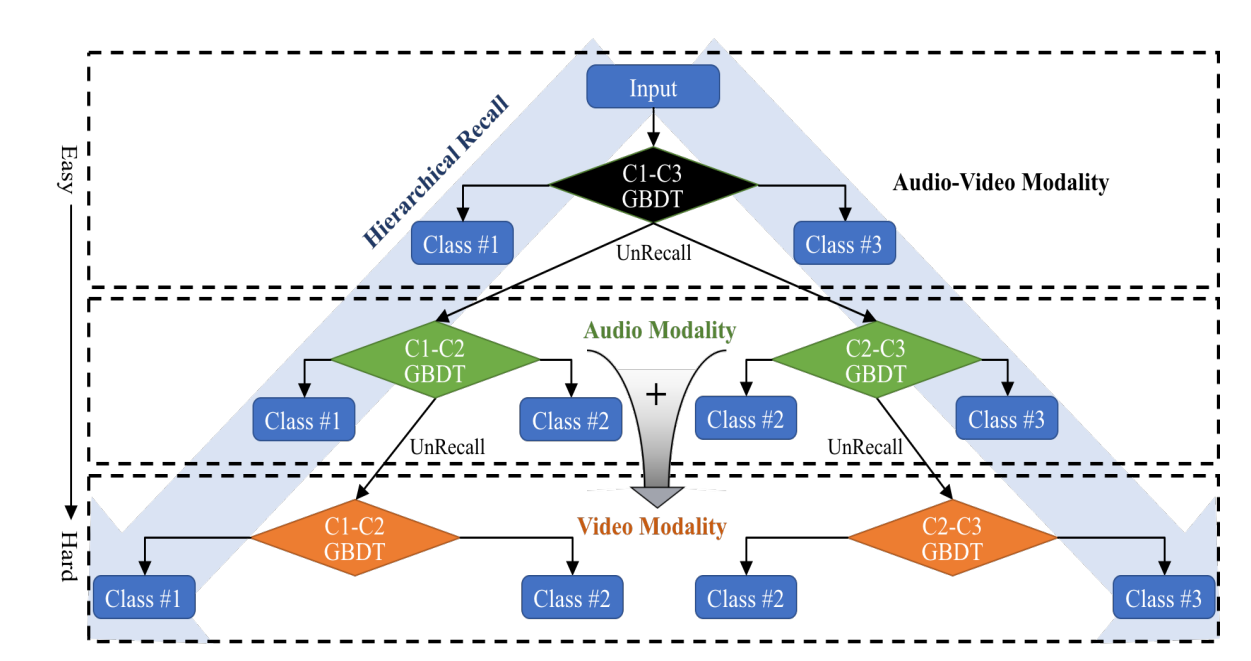 Input
Hierarchical Recall
Easy
C1-C3
GBDT
Audio-Video Modality
Class #1
Class #3
UnRecall
Audio Modality
C1-C2
GBDT
C2-C3
GBDT
+
Class #1
Class #2
Class #2
Class #3
UnRecall
UnRecall
Video Modality
C1-C2
GBDT
C2-C3
GBDT
Hard
Class #1
Class #2
Class #2
Class #3